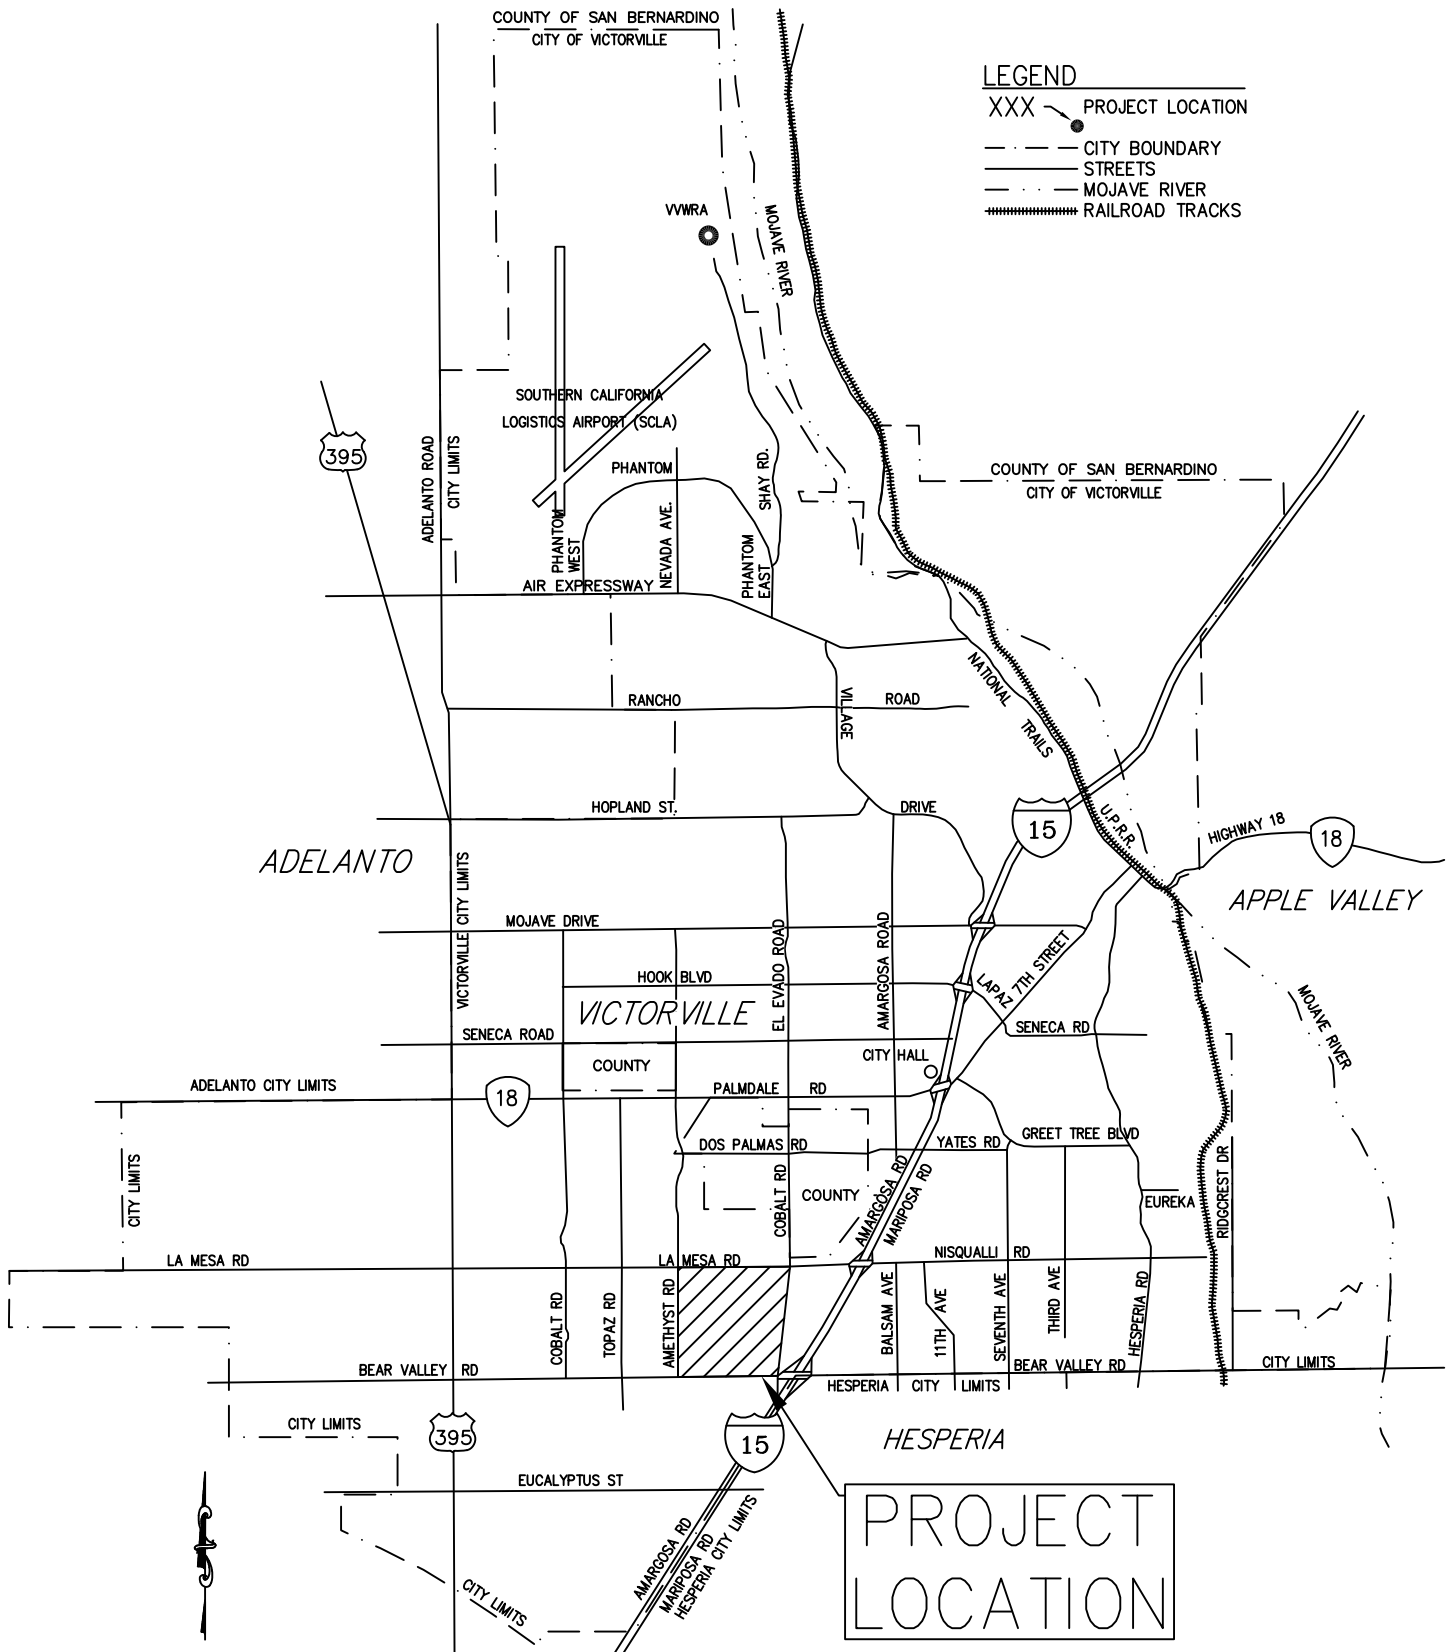 COUNTY OF SAN BERNARDINO
CITY OF VICTORVILLE
LEGEND
XXX PROJECT LOCATION
CITY BOUNDARY
STREETS
MOJAVE RIVER
RAILROAD TRACKS
VVWRA
MOJAVE RIVER
SOUTHERN CALIFORNIA
LOGISTICS AIRPORT (SCLA)
395
ADELANTO ROAD
CITY LIMITS
PHANTOM
SHAY RD.
COUNTY OF SAN BERNARDINO
CITY OF VICTORVILLE
PHANTOM
WEST
NEVADA AVE.
PHANTOM
EAST
AIR EXPRESSWAY
NATIONAL
TRAILS
RANCHO
ROAD
VILLAGE
HOPLAND ST.
DRIVE
15
U.P.R.R.
HIGHWAY 18
18
ADELANTO
APPLE VALLEY
VICTORVILLE CITY LIMITS
MOJAVE DRIVE
EL EVADO ROAD
AMARGOSA ROAD
HOOK BLVD
LAPAZ
7TH STREET
VICTORVILLE
MOJAVE RIVER
SENECA ROAD
SENECA RD
COUNTY
CITY HALL
ADELANTO CITY LIMITS
18
PALMDALE RD
DOS PALMAS RD
YATES RD
GREET TREE BLVD
CITY LIMITS
COBALT RD
COUNTY
AMARGOSA RD
MARIPOSA RD
EUREKA
RIDGCREST DR
LA MESA RD
LA MESA RD
NISQUALLI RD
COBALT RD
TOPAZ RD
AMETHYST RD
BALSAM AVE
11TH AVE
SEVENTH AVE
THIRD AVE
HESPERIA RD
BEAR VALLEY RD
BEAR VALLEY RD
CITY LIMITS
HESPERIA CITY LIMITS
CITY LIMITS
395
15
HESPERIA
EUCALYPTUS ST
AMARGOSA RD
MARIPOSA RD
HESPERIA CITY LIMITS
CITY LIMITS
PROJECT
LOCATION